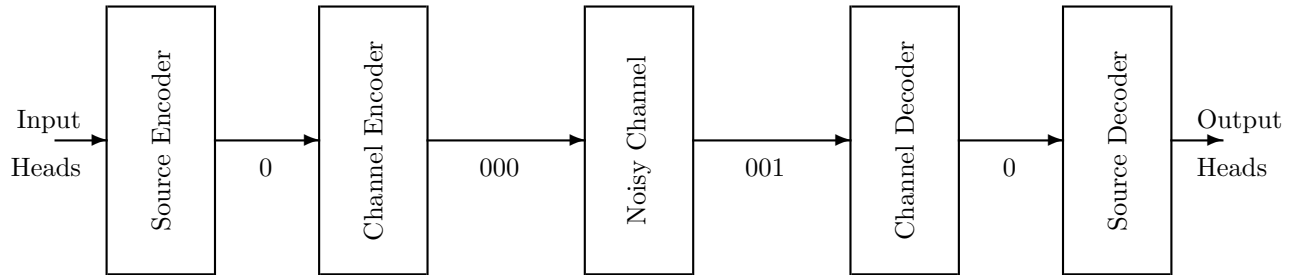 Input
Heads
Source Encoder
0
Channel Encoder
000
Noisy Channel
001
Channel Decoder
0
Source Decoder
Output
Heads